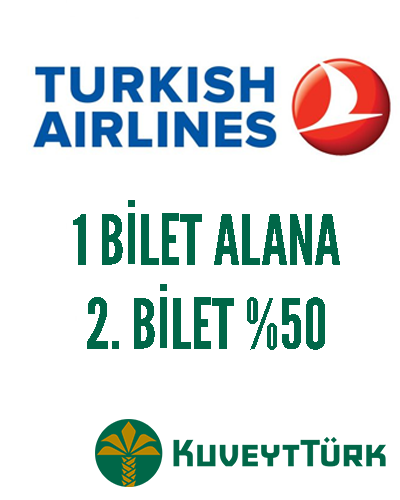 TURKISH
AIRLINES
1 BİLET ALANA
2. BİLET %50
KUVEYTTÜRK